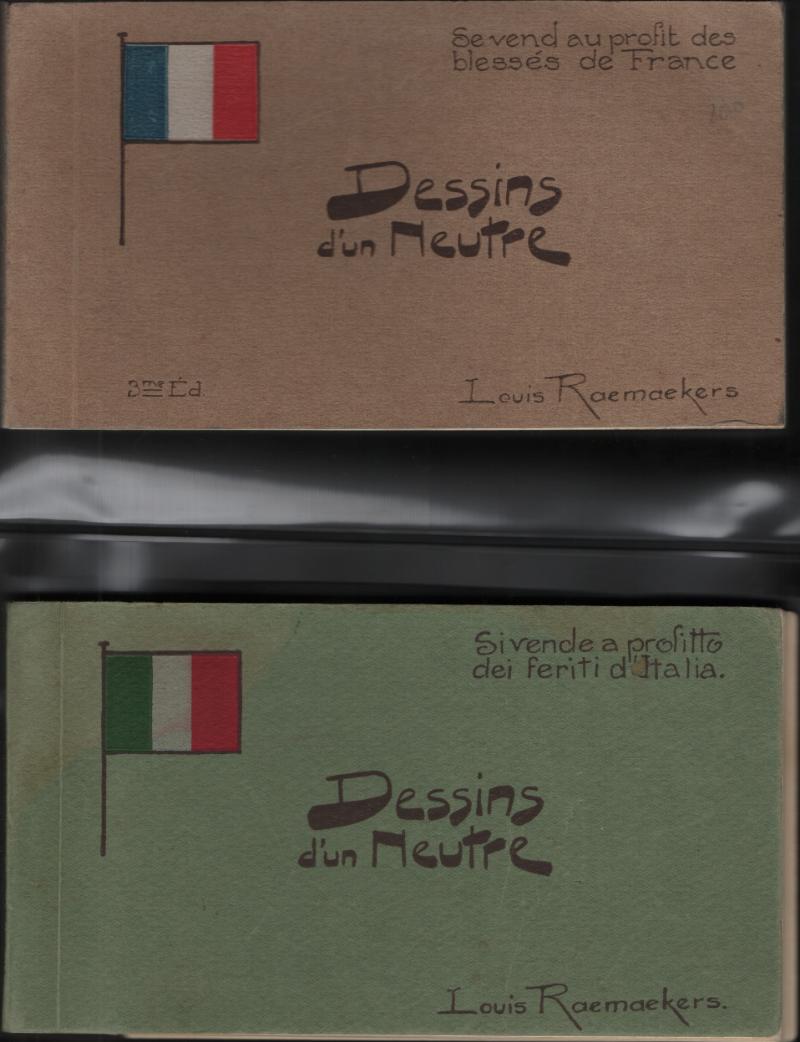 Se vend au profit des
blessés de France
100
Dessins
d'un Neutre
3me Éd.
Louis Raemaekers
Si vende a profitto
dei feriti d'Italia.
Dessins
d'un Neutre
Louis Raemaekers.